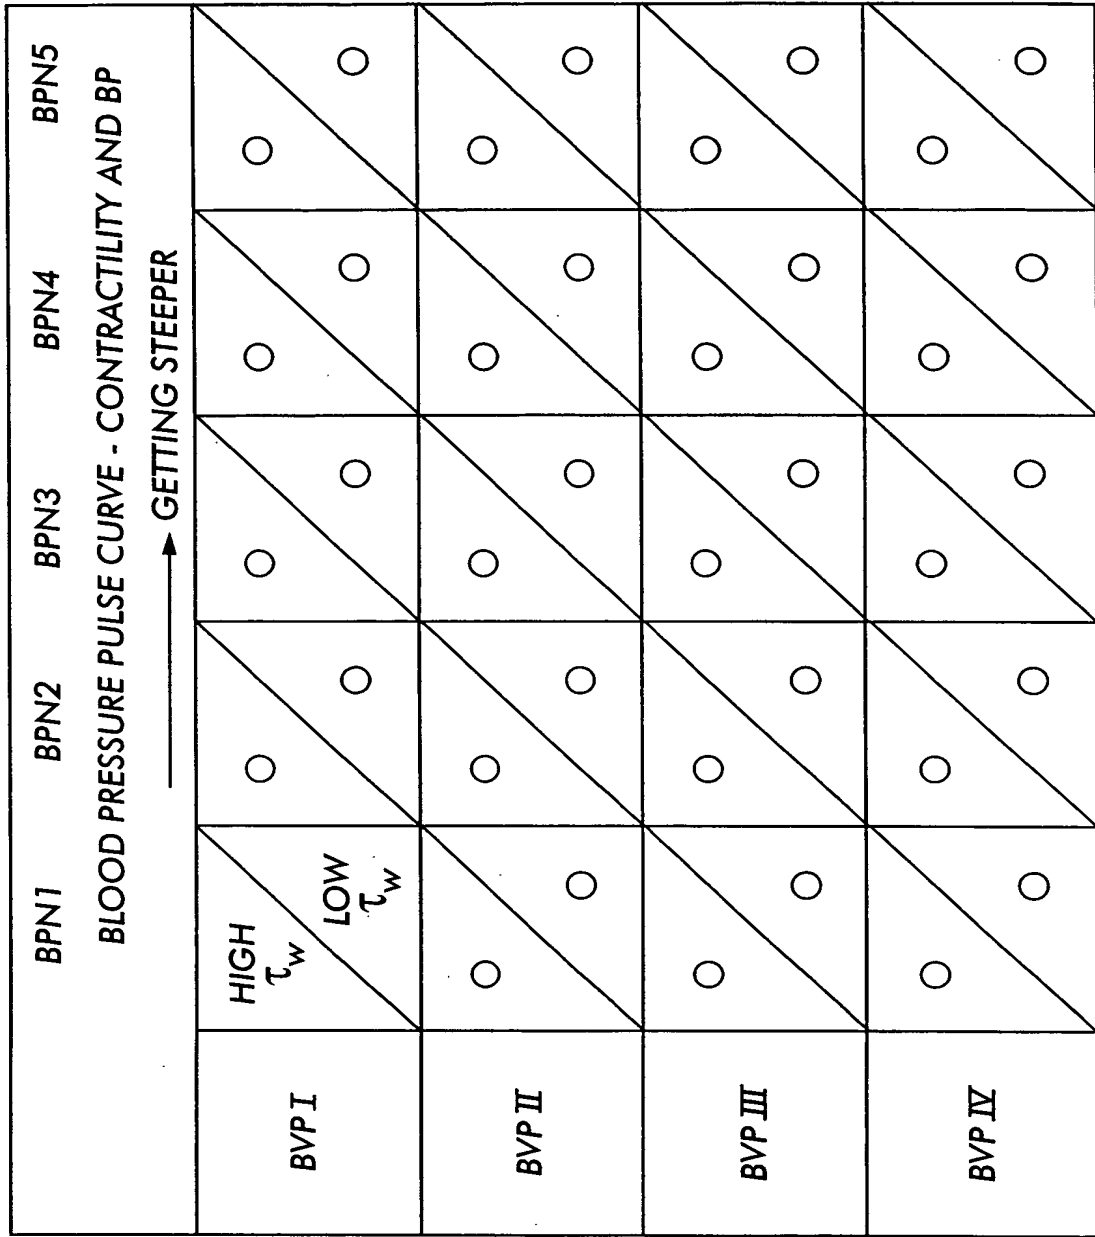 BPN1 BPN2 BPN3 BPN4 BPN5
BLOOD PRESSURE PULSE CURVE - CONTRACTILITY AND BP
GETTING STEEPER
BVP I
HIGH
τw
LOW
τw
BVP II
BVP III
BVP IV